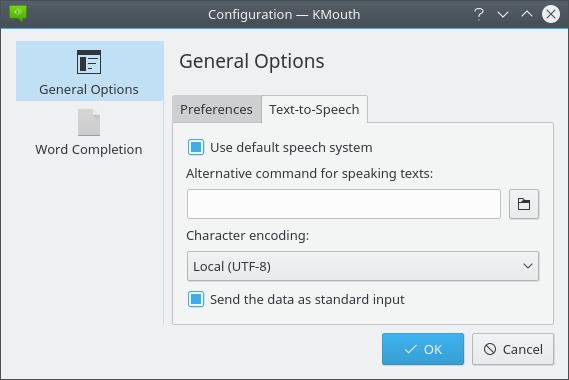 Configuration — KMouth
General Options
Word Completion
General Options
Preferences Text-to-Speech
Use default speech system
Alternative command for speaking texts:
Character encoding:
Local (UTF-8)
Send the data as standard input
OK Cancel